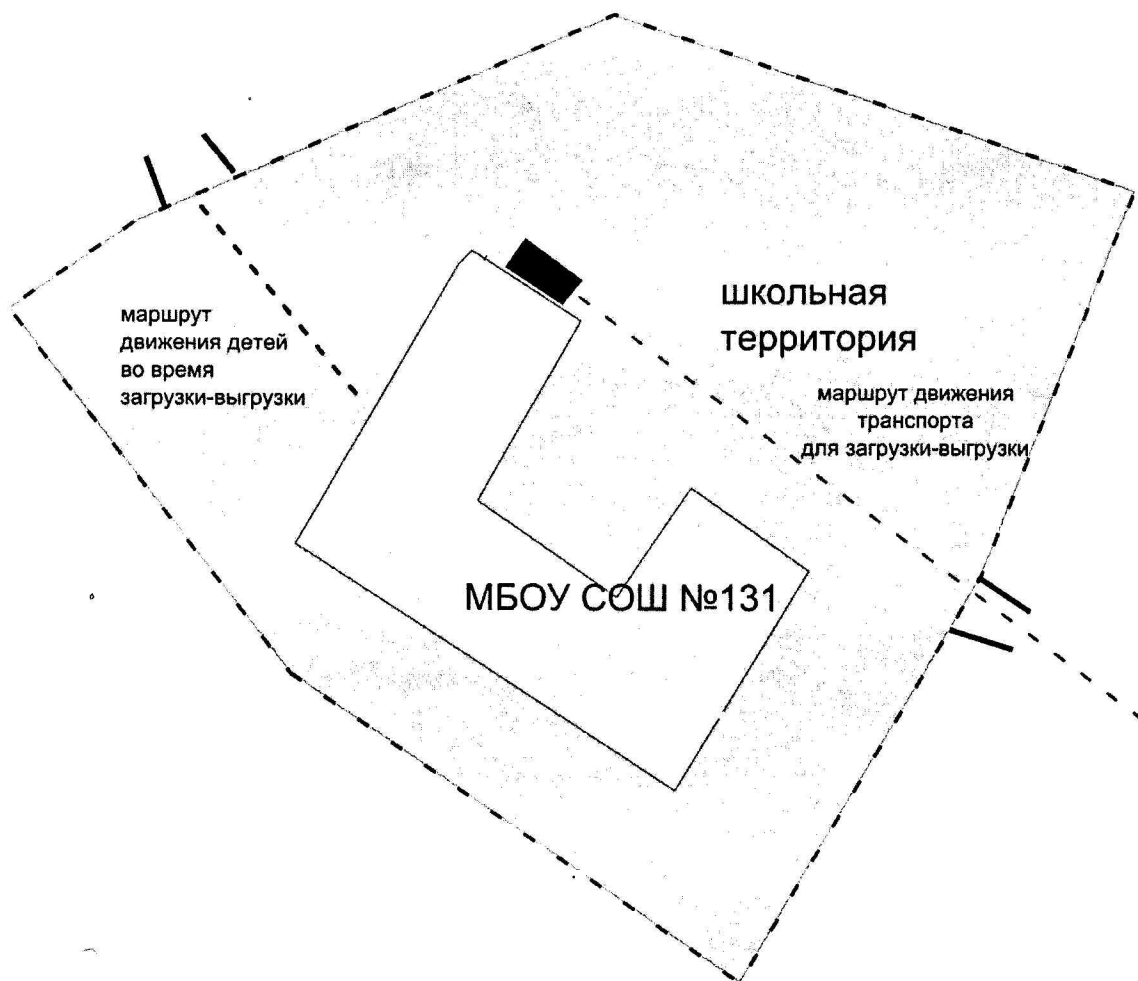 маршрут
движения детей
во время
загрузки-выгрузки
школьная
территория
маршрут движения
транспорта
для загрузки-выгрузки
МБОУ СОШ №131